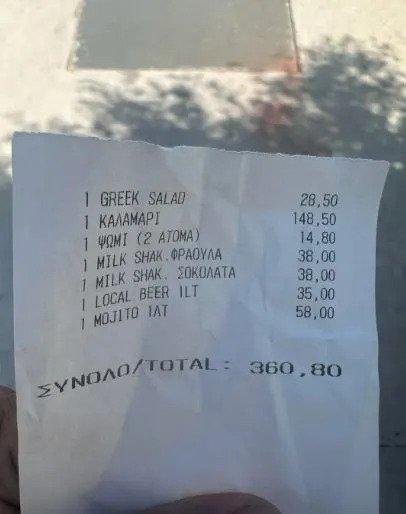 1 GREEK SALAD 28,50
1 ΚΑΛΑΜΑΡΙ 148,50
1 ΨΩΜΙ (2 ΑΤΟΜΑ) 14,80
1 MILK SHAK.ΦΡΑΟΥΛΑ 38,00
1 MILK SHAK. ΣΟΚΟΛΑΤΑ 38,00
1 LOCAL BEER 1LT 35,00
1 MOJITO 1ΛΤ 58,00
ΣΥΝΟΛΟ/TOTAL: 360,80